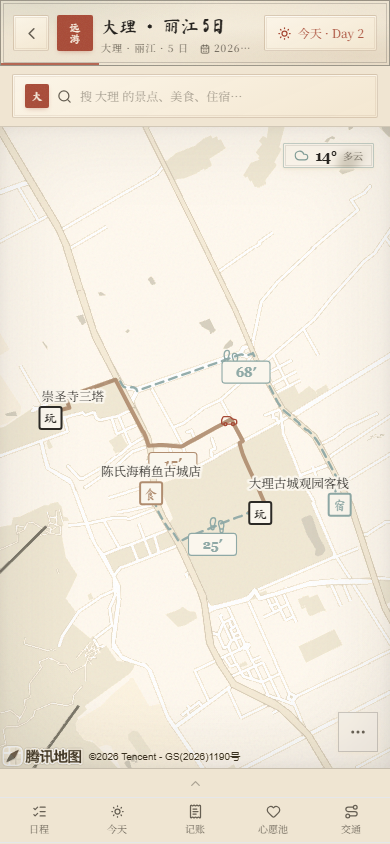 远游
大理 · 丽江 5日
大理 · 丽江 · 5 日 2026…
今天 · Day 2
大
搜 大理 的景点、美食、住宿…
14° 多云
68′
崇圣寺三塔
玩
陈氏海稍鱼古城店
食
大理古城观园客栈
宿
玩
25′
腾讯地图 ©2026 Tencent - GS(2026)1190号
日程
今天
记账
心愿池
交通